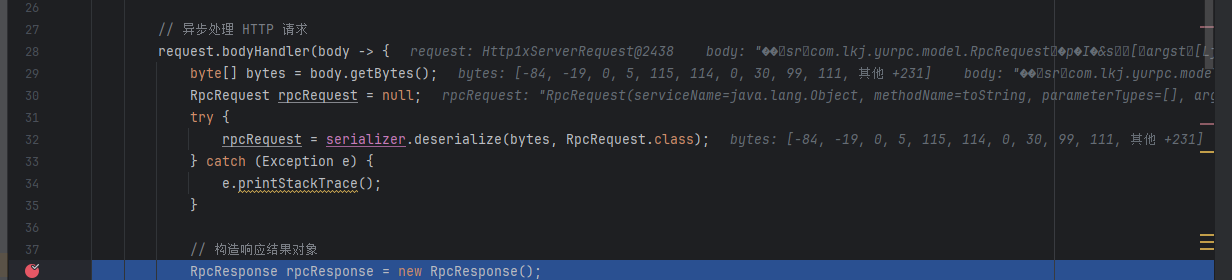 26
27 // 异步处理 HTTP 请求
28 request.bodyHandler(body -> { request: Http1xServerRequest@2438 body: "��sr com.lkj.yurpc.model.RpcRequest �p�I�&s [ argst [Lj
29 byte[] bytes = body.getBytes(); bytes: [-84, -19, 0, 5, 115, 114, 0, 30, 99, 111, 其他 +231] body: "��sr com.lkj.yurpc.mode
30 RpcRequest rpcRequest = null; rpcRequest: "RpcRequest(serviceName=java.lang.Object, methodName=toString, parameterTypes=[], arg
31 try {
32 rpcRequest = serializer.deserialize(bytes, RpcRequest.class); bytes: [-84, -19, 0, 5, 115, 114, 0, 30, 99, 111, 其他 +231]
33 } catch (Exception e) {
34 e.printStackTrace();
35 }
36
37 // 构造响应结果对象
RpcResponse rpcResponse = new RpcResponse();